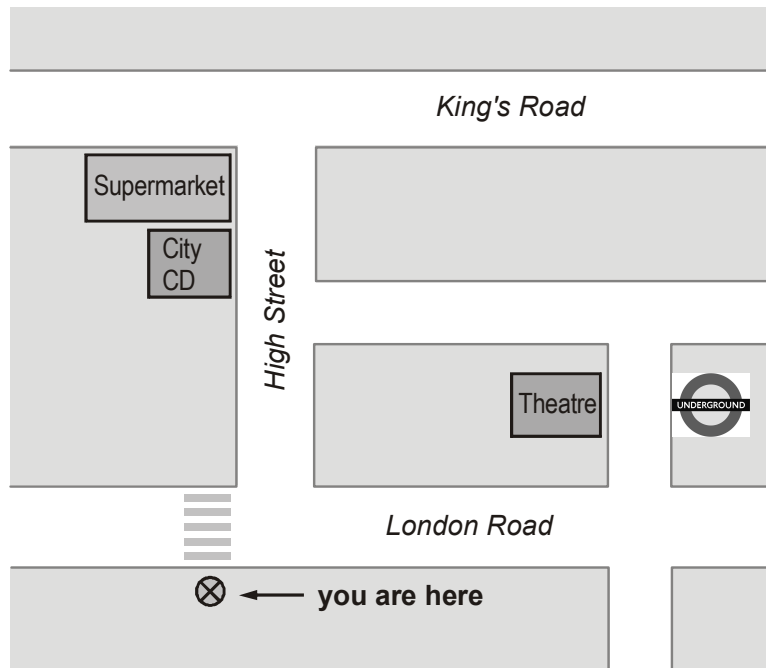 King's Road
Supermarket
City
CD
High Street
Theatre
UNDERGROUND
London Road
you are here